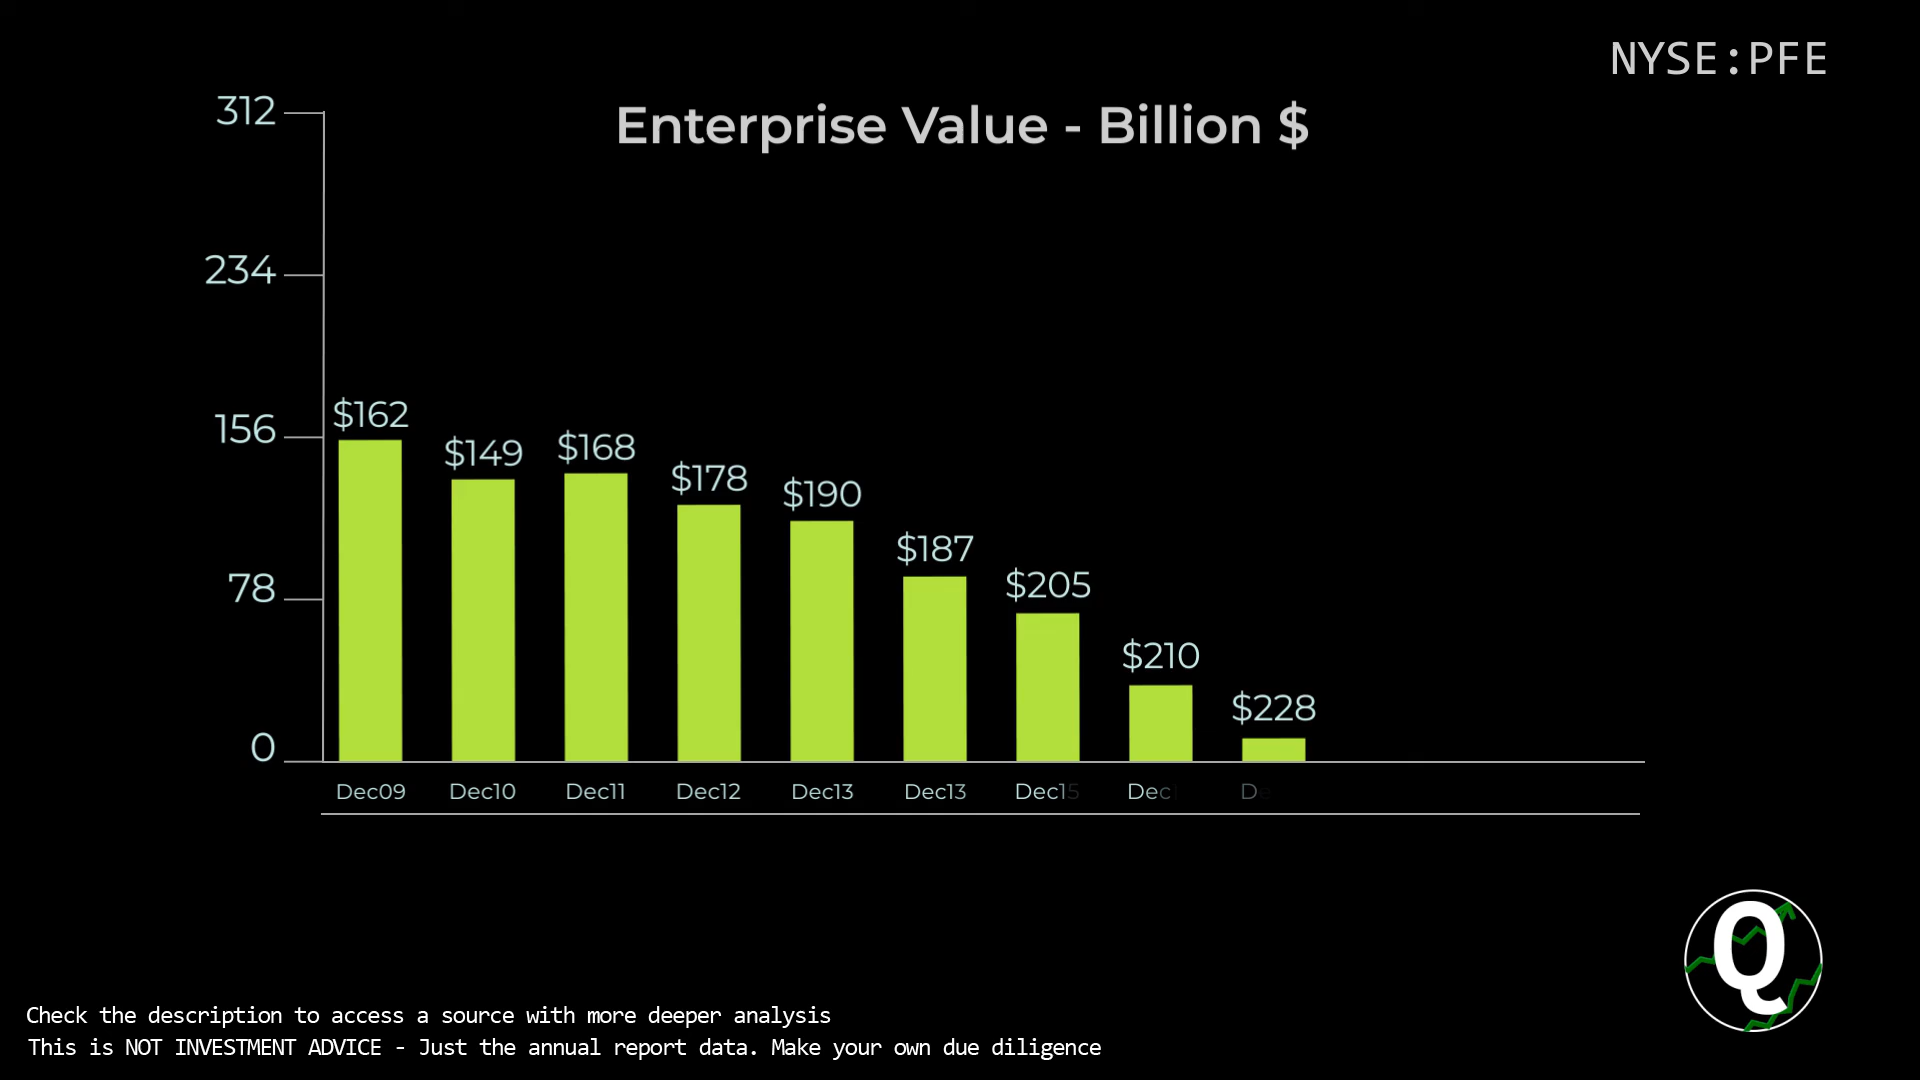 NYSE:PFE
Enterprise Value - Billion $
312
234
156
78
0
$162
$149
$168
$178
$190
$187
$205
$210
$228
Dec09 Dec10 Dec11 Dec12 Dec13 Dec13 Dec15 Dec D
Q
Check the description to access a source with more deeper analysis
This is NOT INVESTMENT ADVICE - Just the annual report data. Make your own due diligence